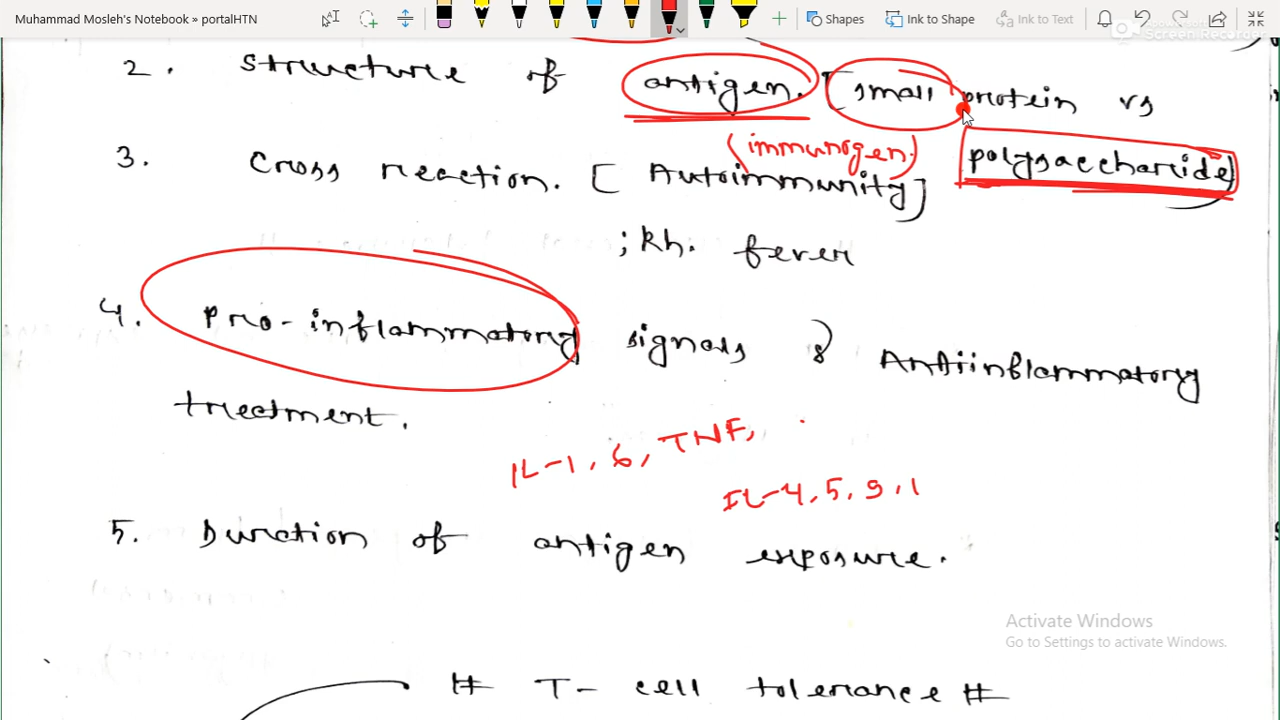 Muhammad Mosleh's Notebook » portalHTN
Shapes
Ink to Shape
Ink to Text
Screen Recorder
2. Structure of antigen. [small protein vs
(immunogen)
polysaccharide)
3. Cross reaction. [Autoimmunity]
; Rh. fever
4. Pro-inflammatory signals & Antiinflammatory
treatment.
IL-1, 6, TNF,
IL-4, 5, 9, 1
5. Duration of antigen exposure.
Activate Windows
Go to Settings to activate Windows.
# T-cell tolerance #